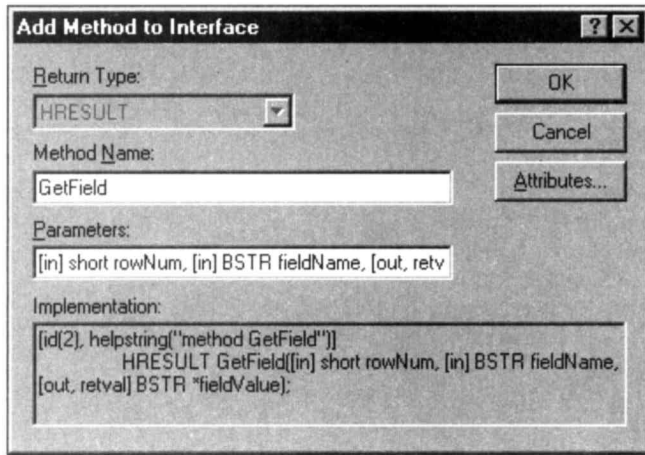 Add Method to Interface
Return Type:
HRESULT
OK
Cancel
Attributes...
Method Name:
GetField
Parameters:
[in] short rowNum, [in] BSTR fieldName, [out, retv
Implementation:
[id(2), helpstring("method GetField")]
HRESULT GetField([in] short rowNum, [in] BSTR fieldName,
[out, retval] BSTR *fieldValue);